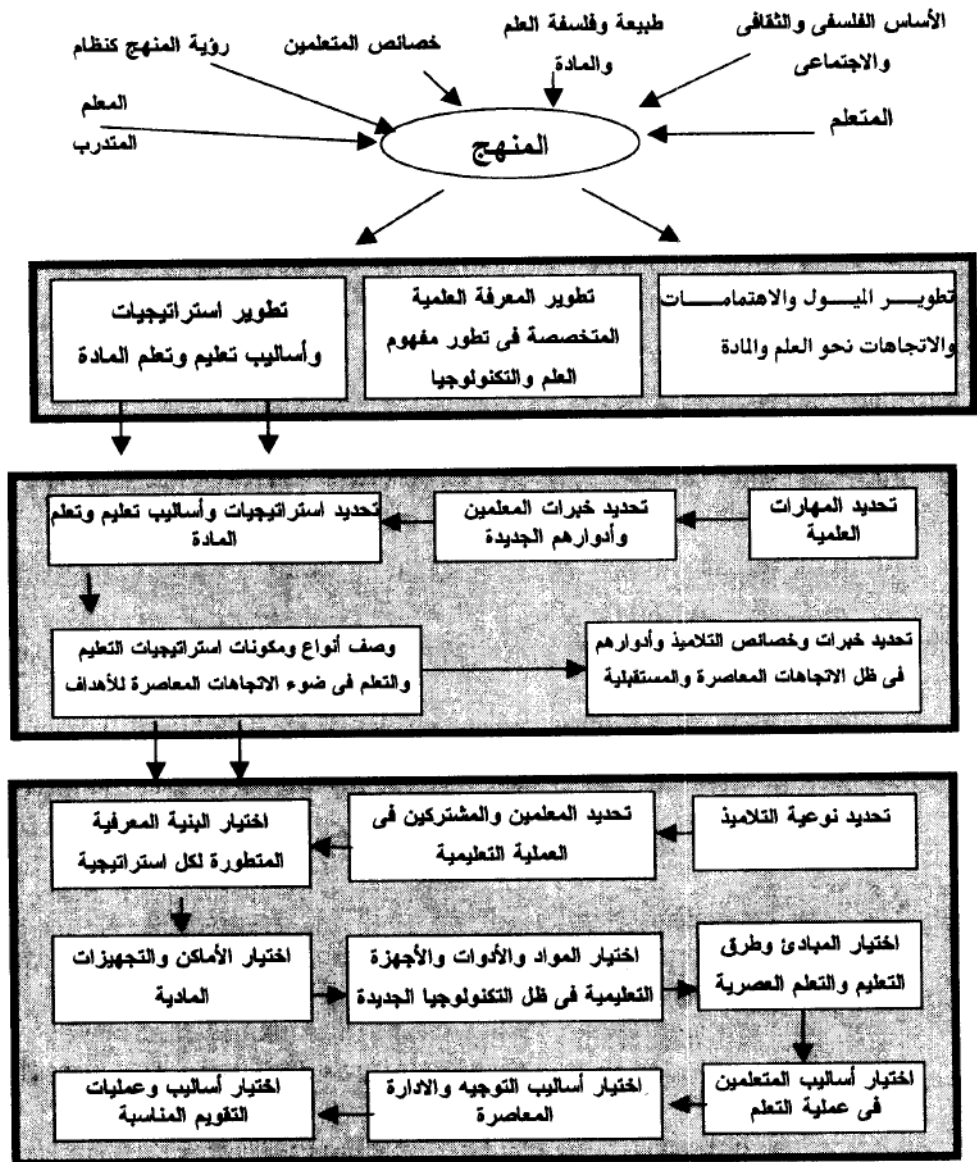 الأساس الفلسفى والثقافى
والاجتماعى
طبيعة وفلسفة العلم
والمادة
خصائص المتعلمين
رؤية المنهج كنظام
المعلم
المتدرب
المتعلم
المنهج
تطويــر الميــول والاهتمامــات
والاتجاهات نحو العلم والمادة
تطوير المعرفة العلمية
المتخصصة فى تطور مفهوم
العلم والتكنولوجيا
تطوير استراتيجيات
وأساليب تعليم وتعلم المادة
تحديد المهارات
العلمية
تحديد خبرات المعلمين
وأدوارهم الجديدة
تحديد استراتيجيات وأساليب تعليم وتعلم
المادة
وصف أنواع ومكونات استراتيجيات التعليم
والتعلم فى ضوء الاتجاهات المعاصرة للأهداف
تحديد خبرات وخصائص التلاميذ وأدوارهم
فى ظل الاتجاهات المعاصرة والمستقبلية
تحديد نوعية التلاميذ
تحديد المعلمين والمشتركين فى
العملية التعليمية
اختيار البنية المعرفية
المتطورة لكل استراتيجية
اختيار الأماكن والتجهيزات
المادية
اختيار المواد والأدوات والأجهزة
التعليمية فى ظل التكنولوجيا الجديدة
اختيار المبادئ وطرق
التعليم والتعلم العصرية
اختيار أساليب المتعلمين
فى عملية التعلم
اختيار أساليب التوجيه والادارة
المعاصرة
اختيار أساليب وعمليات
التقويم المناسبة